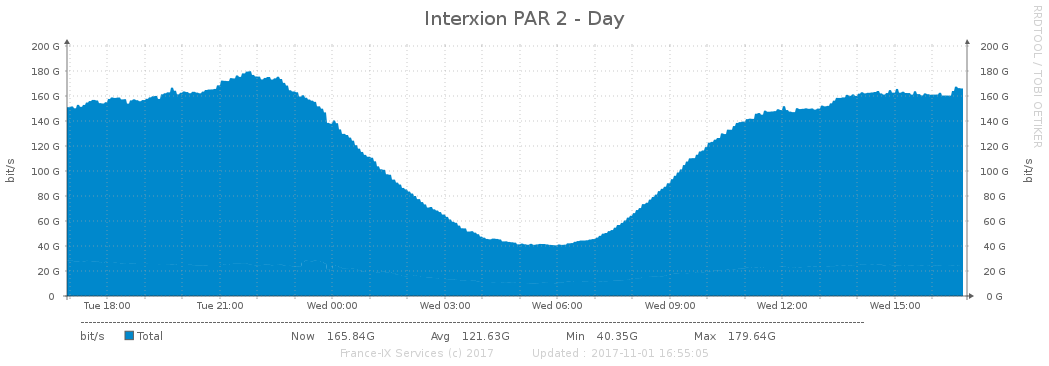 Interxion PAR 2 - Day
RRDTOOL / TOBI OETIKER
bit/s
200 G
180 G
160 G
140 G
120 G
100 G
80 G
60 G
40 G
20 G
0
200 G
180 G
160 G
140 G
120 G
100 G
80 G
60 G
40 G
20 G
0 G
bit/s
Tue 18:00 Tue 21:00 Wed 00:00 Wed 03:00 Wed 06:00 Wed 09:00 Wed 12:00 Wed 15:00
bit/s Total Now 165.84G Avg 121.63G Min 40.35G Max 179.64G
France-IX Services (c) 2017 Updated : 2017-11-01 16:55:05